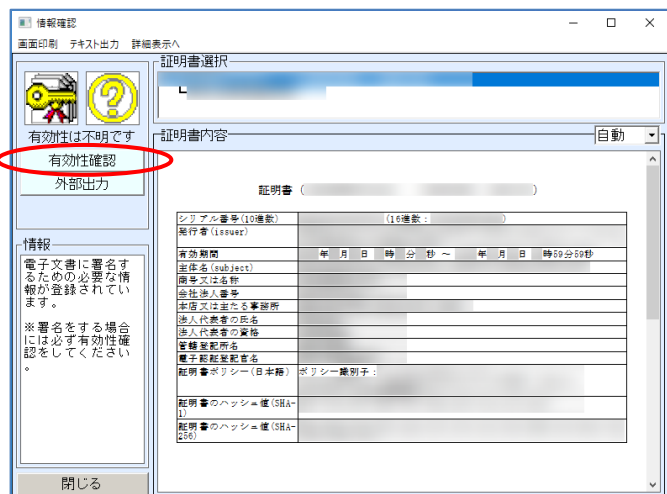 情報確認
画面印刷 テキスト出力 詳細表示へ
証明書選択
有効性は不明です
有効性確認
外部出力
情報
電子文書に署名す
るための必要な情
報が登録されてい
ます。
※署名をする場合
には必ず有効性確
認をしてください
。
閉じる
証明書内容
自動
証明書 ( )
シリアル番号(10進数) (16進数: )
発行者(issuer)
有効期間 年 月 日 時 分 秒 ~ 年 月 日 時59分59秒
主体名(subject)
商号又は名称
会社法人番号
本店又は主たる事務所
法人代表者の氏名
法人代表者の資格
管轄登記所名
電子認証登記官名
証明書ポリシー(日本語) ポリシー識別子:
証明書のハッシュ値(SHA-
1)
証明書のハッシュ値(SHA-
256)